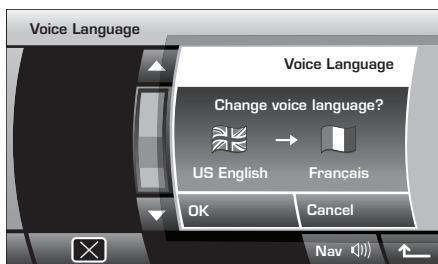 Voice Language
Voice Language
Change voice language?
US English
Français
OK
Cancel
Nav